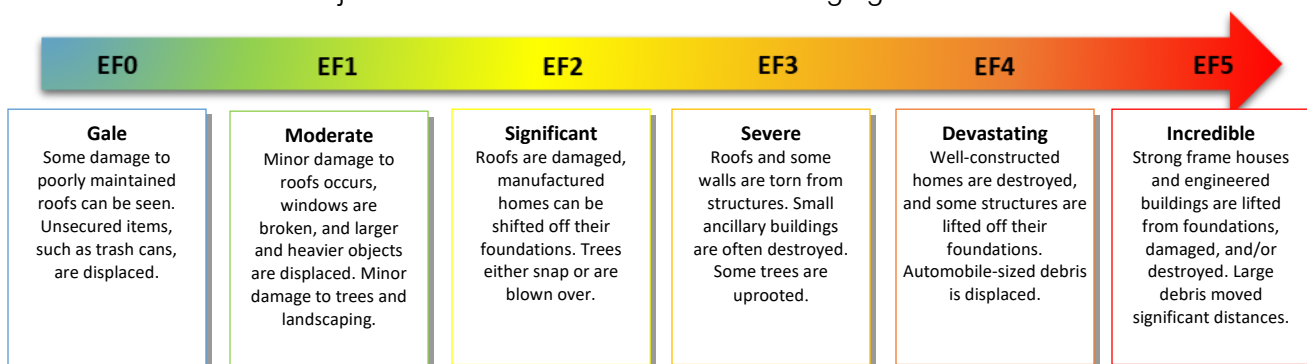 EF0 EF1 EF2 EF3 EF4 EF5
Gale
Some damage to
poorly maintained
roofs can be seen.
Unsecured items,
such as trash cans,
are displaced.
Moderate
Minor damage to
roofs occurs,
windows are
broken, and larger
and heavier objects
are displaced. Minor
damage to trees and
landscaping.
Significant
Roofs are damaged,
manufactured
homes can be
shifted off their
foundations. Trees
either snap or are
blown over.
Severe
Roofs and some
walls are torn from
structures. Small
ancillary buildings
are often destroyed.
Some trees are
uprooted.
Devastating
Well-constructed
homes are destroyed,
and some structures are
lifted off their
foundations.
Automobile-sized debris
is displaced.
Incredible
Strong frame houses
and engineered
buildings are lifted
from foundations,
damaged, and/or
destroyed. Large
debris moved
significant distances.